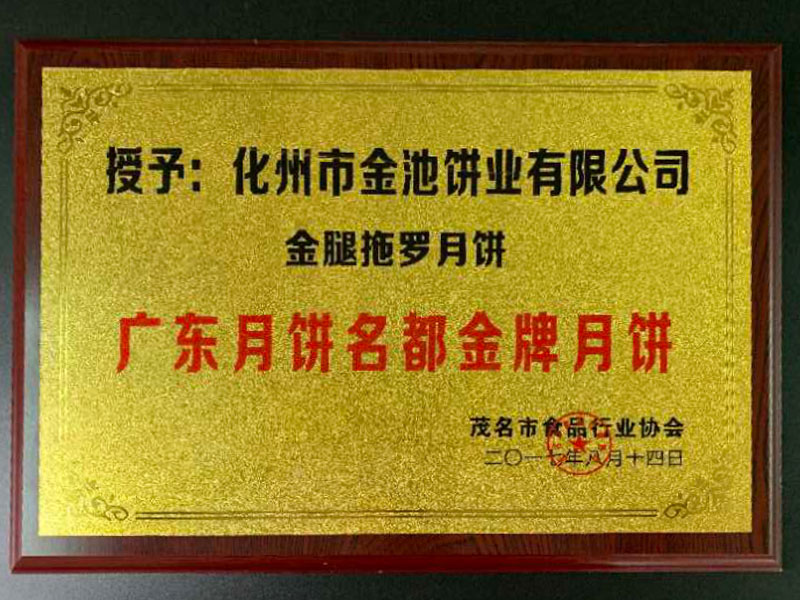 授予：化州市金池饼业有限公司
金腿拖罗月饼
广东月饼名都金牌月饼
茂名市食品行业协会
二〇一七年八月十四日